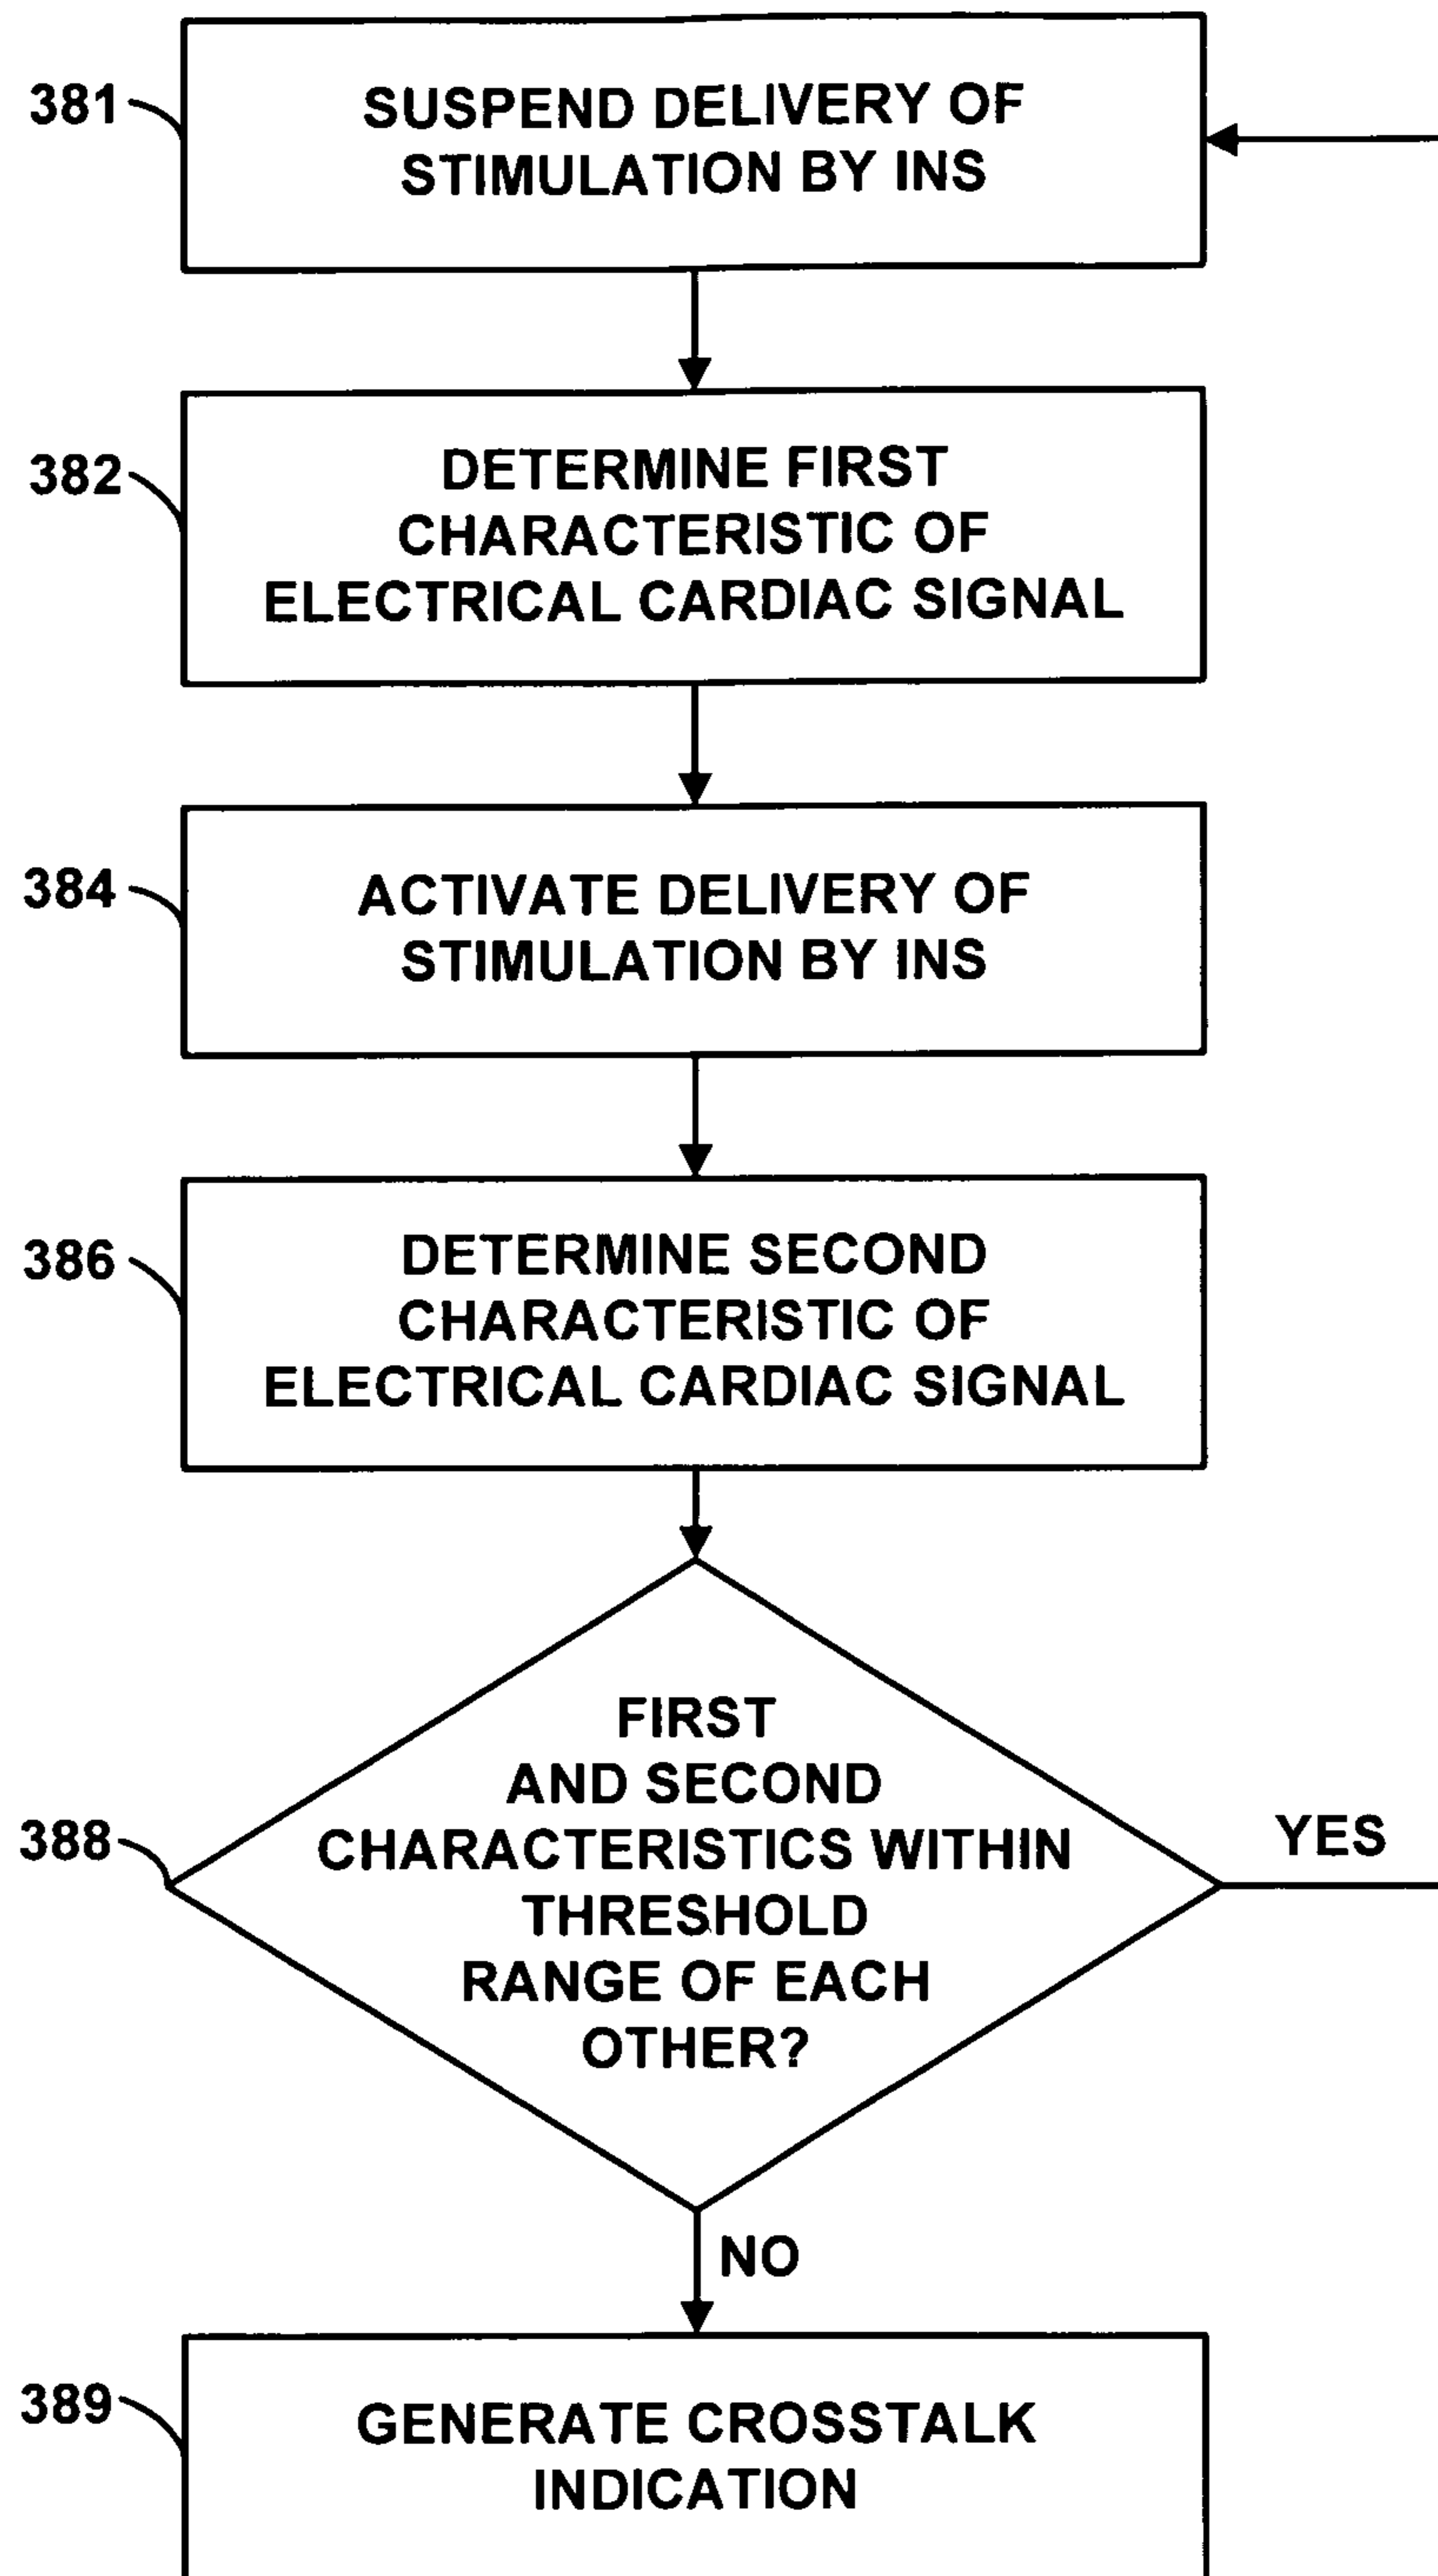 381
SUSPEND DELIVERY OF
STIMULATION BY INS
382
DETERMINE FIRST
CHARACTERISTIC OF
ELECTRICAL CARDIAC SIGNAL
384
ACTIVATE DELIVERY OF
STIMULATION BY INS
386
DETERMINE SECOND
CHARACTERISTIC OF
ELECTRICAL CARDIAC SIGNAL
388
FIRST
AND SECOND
CHARACTERISTICS WITHIN
THRESHOLD
RANGE OF EACH
OTHER?
YES
NO
389
GENERATE CROSSTALK
INDICATION